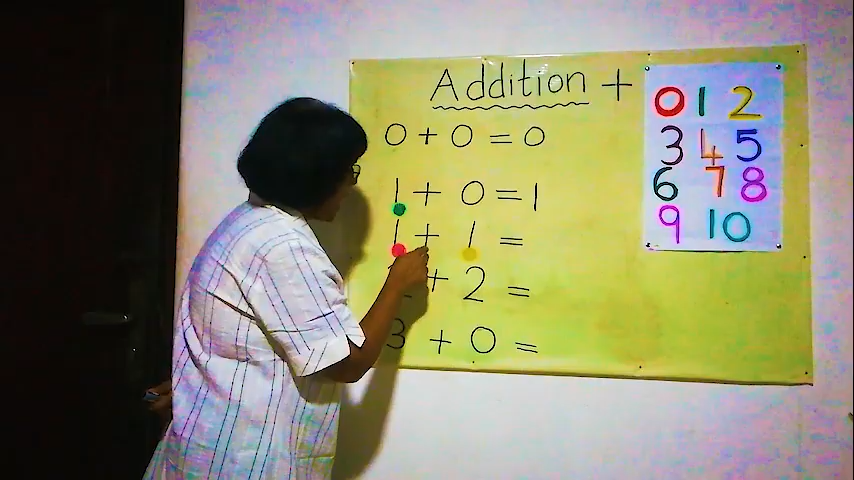 Addition +
0 + 0 = 0
1 + 0 = 1
1 + 1 =
+ 2 =
3 + 0 =
0 1 2
3 4 5
6 7 8
9 10